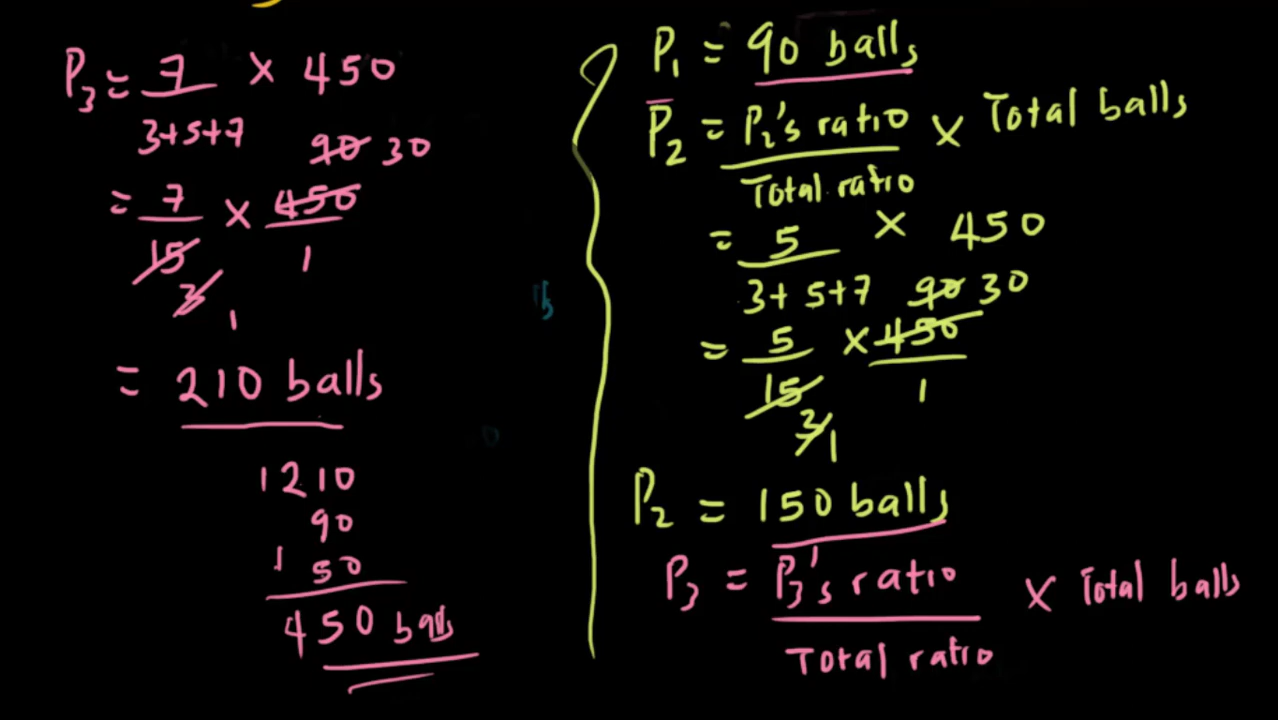 P₃ = 7 × 450
3+5+7
90 30
= 7 × 450
15 1
3
1
= 210 balls
1210
90
150
450 balls
P₁ = 90 balls
P₂ = P₂'s ratio × Total balls
Total ratio
= 5 × 450
3+5+7 90 30
= 5 × 450
15 1
3 1
P₂ = 150 balls
P₃ = P₃'s ratio × Total balls
Total ratio